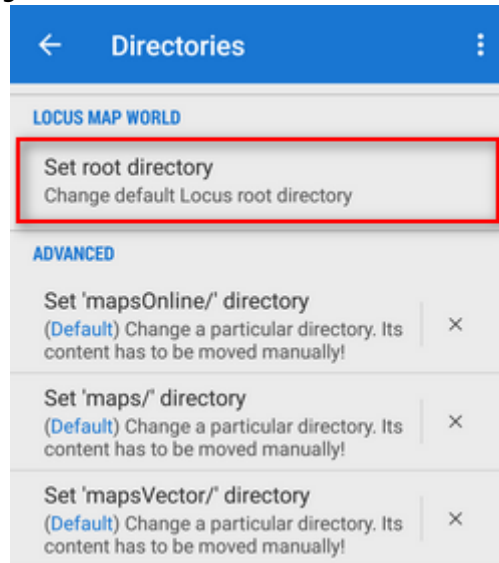 Directories
LOCUS MAP WORLD
Set root directory
Change default Locus root directory
ADVANCED
Set 'mapsOnline/' directory
(Default) Change a particular directory. Its
content has to be moved manually!
Set 'maps/' directory
(Default) Change a particular directory. Its
content has to be moved manually!
Set 'mapsVector/' directory
(Default) Change a particular directory. Its
content has to be moved manually!